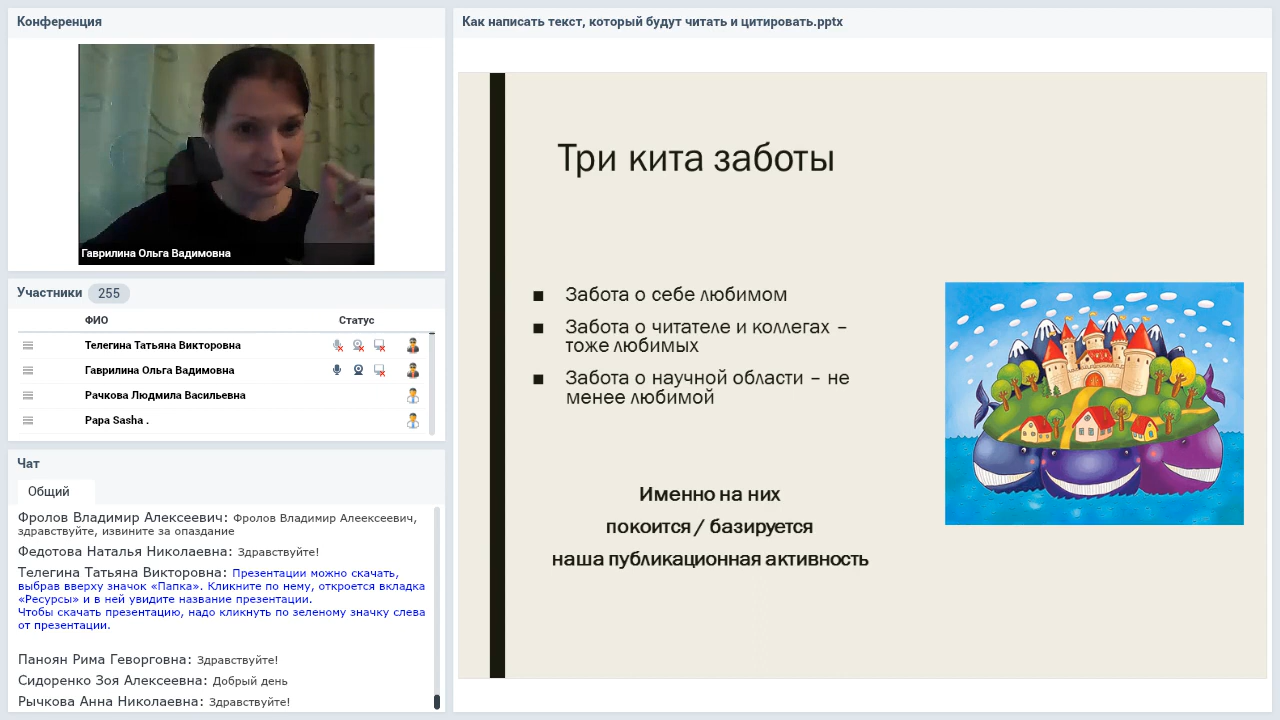 Конференция
Гаврилина Ольга Вадимовна
Участники 255
ФИО Статус
Телегина Татьяна Викторовна
Гаврилина Ольга Вадимовна
Рачкова Людмила Васильевна
Papa Sasha .
Чат
Общий
Фролов Владимир Алексеевич: Фролов Владимир Алеексеевич,
здравствуйте, извините за опаздание
Федотова Наталья Николаевна: Здравствуйте!
Телегина Татьяна Викторовна: Презентации можно скачать,
выбрав вверху значок «Папка». Кликните по нему, откроется вкладка
«Ресурсы» и в ней увидите название презентации.
Чтобы скачать презентацию, надо кликнуть по зеленому значку слева
от презентации.
Паноян Рима Геворговна: Здравствуйте!
Сидоренко Зоя Алексеевна: Добрый день
Рычкова Анна Николаевна: Здравствуйте!
Как написать текст, который будут читать и цитировать.pptx
Три кита заботы
■ Забота о себе любимом
■ Забота о читателе и коллегах –
тоже любимых
■ Забота о научной области – не
менее любимой
Именно на них
покоится / базируется
наша публикационная активность